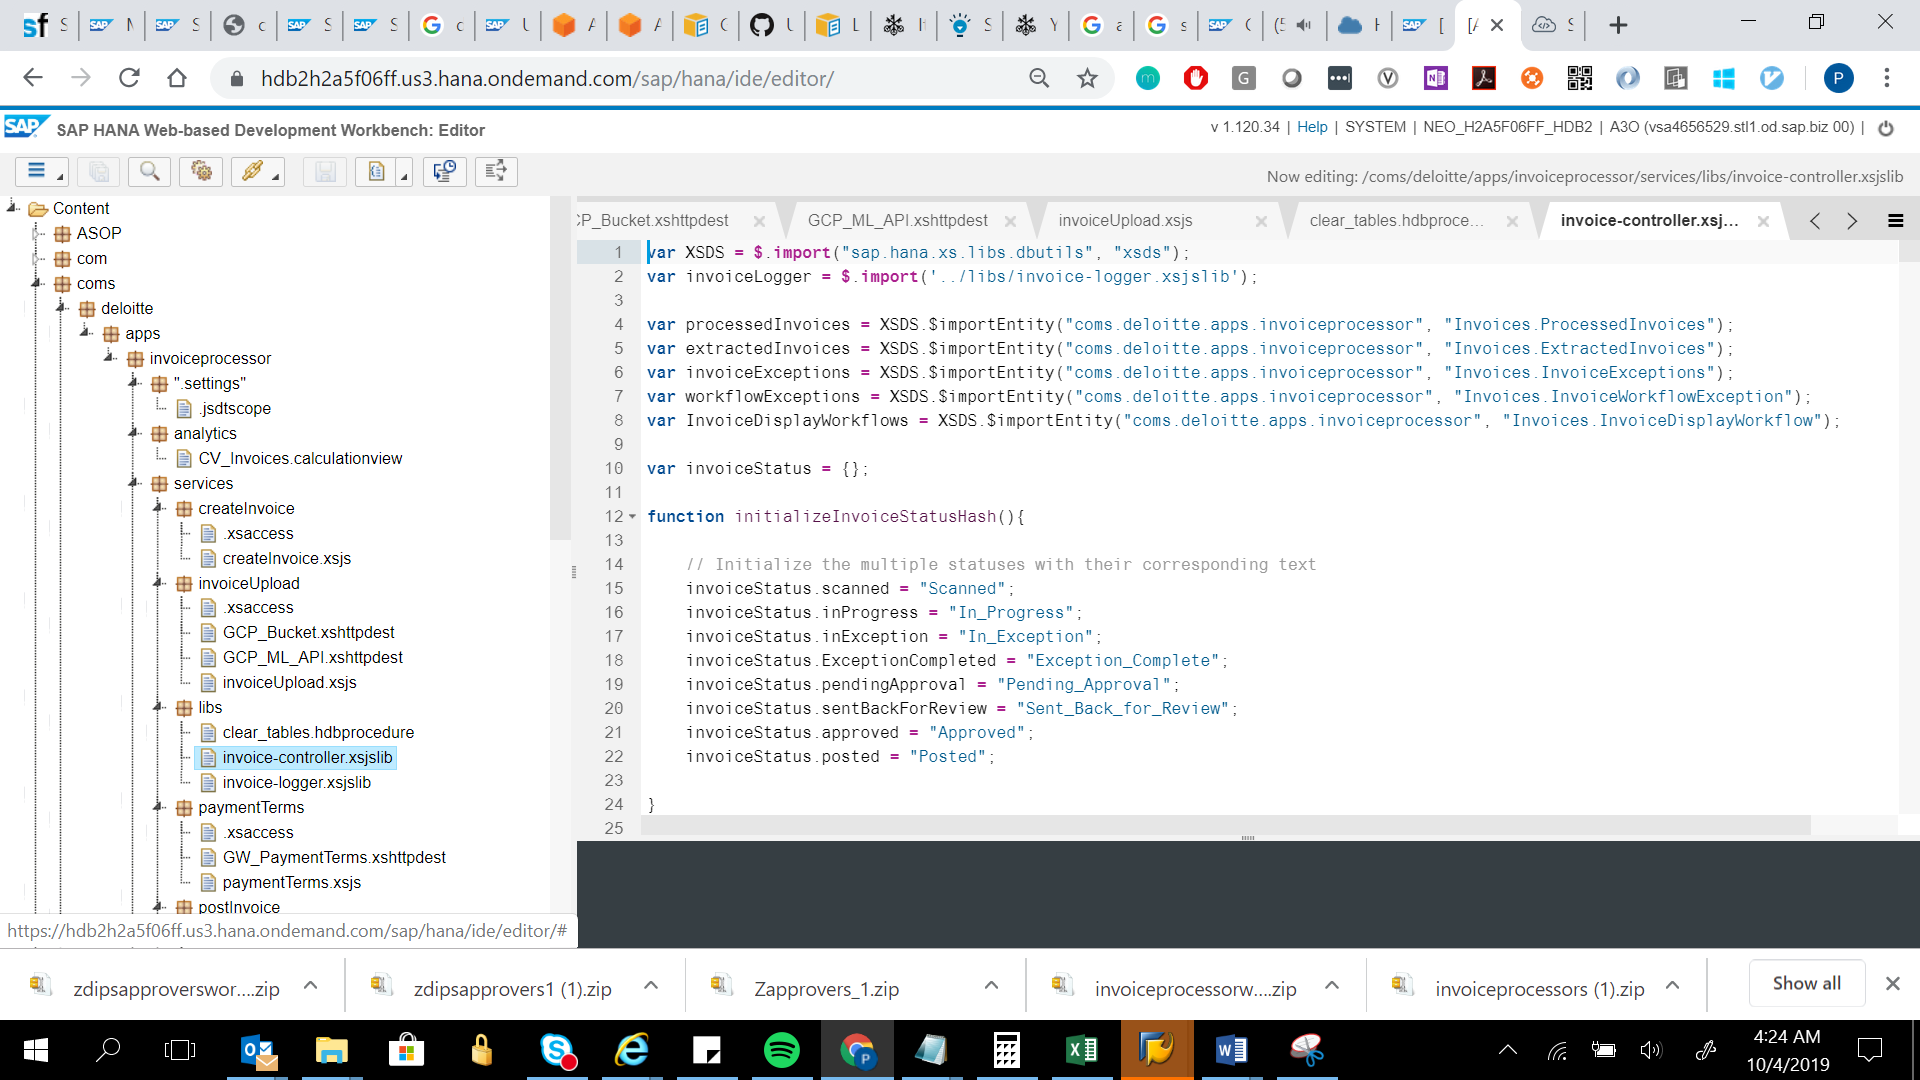 hdb2h2a5f06ff.us3.hana.ondemand.com/sap/hana/ide/editor/
SAP SAP HANA Web-based Development Workbench: Editor
v 1.120.34 | Help | SYSTEM | NEO_H2A5F06FF_HDB2 | A3O (vsa4656529.stl1.od.sap.biz 00) |
Now editing: /coms/deloitte/apps/invoiceprocessor/services/libs/invoice-controller.xsjslib
Content
ASOP
com
coms
deloitte
apps
invoiceprocessor
".settings"
.jsdtscope
analytics
CV_Invoices.calculationview
services
createInvoice
.xsaccess
createInvoice.xsjs
invoiceUpload
.xsaccess
GCP_Bucket.xshttpdest
GCP_ML_API.xshttpdest
invoiceUpload.xsjs
libs
clear_tables.hdbprocedure
invoice-controller.xsjslib
invoice-logger.xsjslib
paymentTerms
.xsaccess
GW_PaymentTerms.xshttpdest
paymentTerms.xsjs
postInvoice
https://hdb2h2a5f06ff.us3.hana.ondemand.com/sap/hana/ide/editor/#
CP_Bucket.xshttpdest GCP_ML_API.xshttpdest invoiceUpload.xsjs clear_tables.hdbproce... invoice-controller.xsj...
1 var XSDS = $.import("sap.hana.xs.libs.dbutils", "xsds");
2 var invoiceLogger = $.import('../libs/invoice-logger.xsjslib');
3
4 var processedInvoices = XSDS.$importEntity("coms.deloitte.apps.invoiceprocessor", "Invoices.ProcessedInvoices");
5 var extractedInvoices = XSDS.$importEntity("coms.deloitte.apps.invoiceprocessor", "Invoices.ExtractedInvoices");
6 var invoiceExceptions = XSDS.$importEntity("coms.deloitte.apps.invoiceprocessor", "Invoices.InvoiceExceptions");
7 var workflowExceptions = XSDS.$importEntity("coms.deloitte.apps.invoiceprocessor", "Invoices.InvoiceWorkflowException");
8 var InvoiceDisplayWorkflows = XSDS.$importEntity("coms.deloitte.apps.invoiceprocessor", "Invoices.InvoiceDisplayWorkflow");
9
10 var invoiceStatus = {};
11
12 function initializeInvoiceStatusHash(){
13
14 // Initialize the multiple statuses with their corresponding text
15 invoiceStatus.scanned = "Scanned";
16 invoiceStatus.inProgress = "In_Progress";
17 invoiceStatus.inException = "In_Exception";
18 invoiceStatus.ExceptionCompleted = "Exception_Complete";
19 invoiceStatus.pendingApproval = "Pending_Approval";
20 invoiceStatus.sentBackForReview = "Sent_Back_for_Review";
21 invoiceStatus.approved = "Approved";
22 invoiceStatus.posted = "Posted";
23
24 }
25
zdipsapproverswor....zip zdipsapprovers1 (1).zip Zapprovers_1.zip invoiceprocessorw....zip invoiceprocessors (1).zip Show all
4:24 AM
10/4/2019